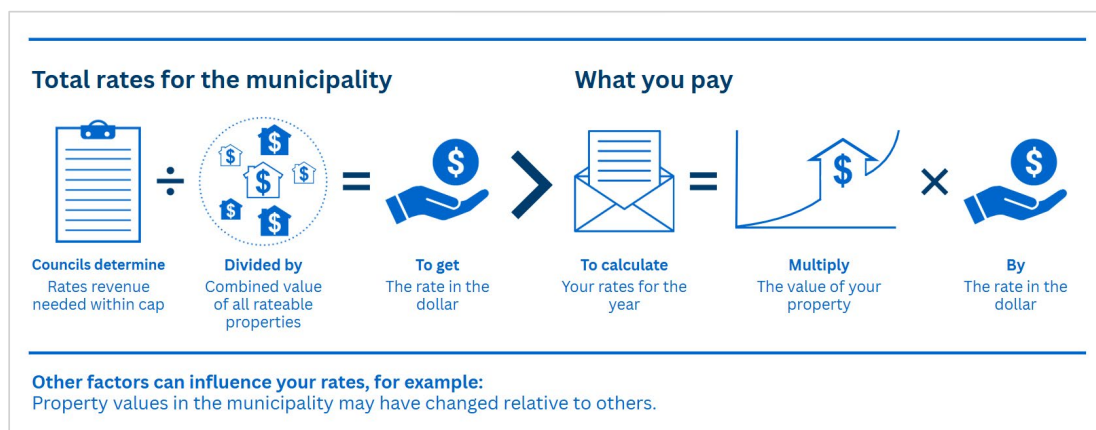 Total rates for the municipality
What you pay
÷
=
>
=
×
$
$
$
$
$
$
$
$
$
Councils determine
Rates revenue
needed within cap
Divided by
Combined value
of all rateable
properties
To get
The rate in the
dollar
To calculate
Your rates for the
year
Multiply
The value of your
property
By
The rate in the
dollar
Other factors can influence your rates, for example:
Property values in the municipality may have changed relative to others.